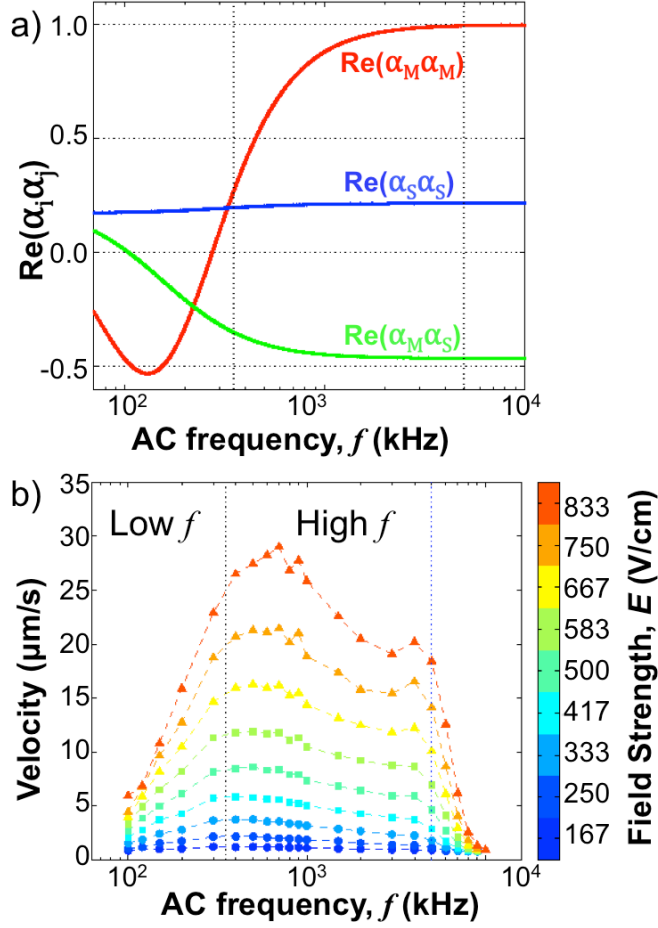 a)
1.0
0.5
0.0
-0.5
Re(αiαj)
Re(αMαM)
Re(αSαS)
Re(αMαS)
10² 10³ 10⁴
AC frequency, f (kHz)
b)
35
30
25
20
15
10
5
0
Velocity (μm/s)
Low f High f
10² 10³ 10⁴
AC frequency, f (kHz)
833
750
667
583
500
417
333
250
167
Field Strength, E (V/cm)